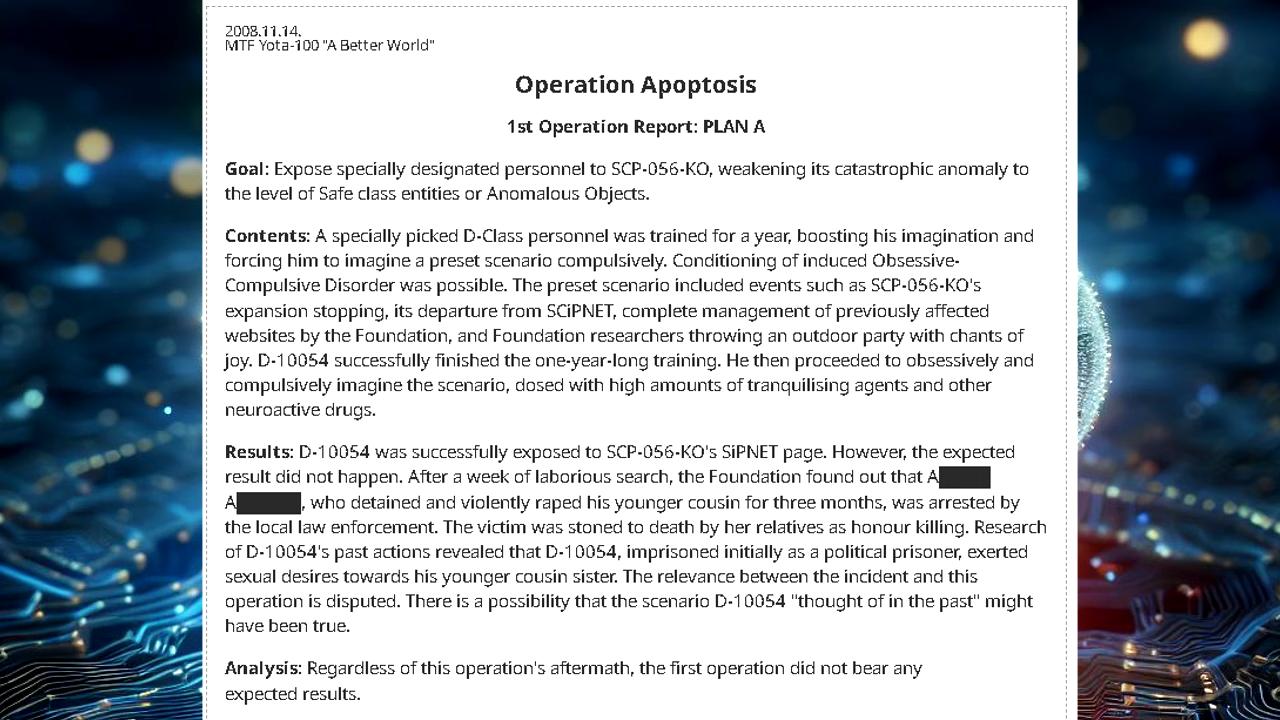 2008.11.14.
MTF Yota-100 "A Better World"
Operation Apoptosis
1st Operation Report: PLAN A
Goal: Expose specially designated personnel to SCP-056-KO, weakening its catastrophic anomaly to
the level of Safe class entities or Anomalous Objects.
Contents: A specially picked D-Class personnel was trained for a year, boosting his imagination and
forcing him to imagine a preset scenario compulsively. Conditioning of induced Obsessive-
Compulsive Disorder was possible. The preset scenario included events such as SCP-056-KO's
expansion stopping, its departure from SCiPNET, complete management of previously affected
websites by the Foundation, and Foundation researchers throwing an outdoor party with chants of
joy. D-10054 successfully finished the one-year-long training. He then proceeded to obsessively and
compulsively imagine the scenario, dosed with high amounts of tranquilising agents and other
neuroactive drugs.
Results: D-10054 was successfully exposed to SCP-056-KO's SiPNET page. However, the expected
result did not happen. After a week of laborious search, the Foundation found out that A
A, who detained and violently raped his younger cousin for three months, was arrested by
the local law enforcement. The victim was stoned to death by her relatives as honour killing. Research
of D-10054's past actions revealed that D-10054, imprisoned initially as a political prisoner, exerted
sexual desires towards his younger cousin sister. The relevance between the incident and this
operation is disputed. There is a possibility that the scenario D-10054 "thought of in the past" might
have been true.
Analysis: Regardless of this operation's aftermath, the first operation did not bear any
expected results.